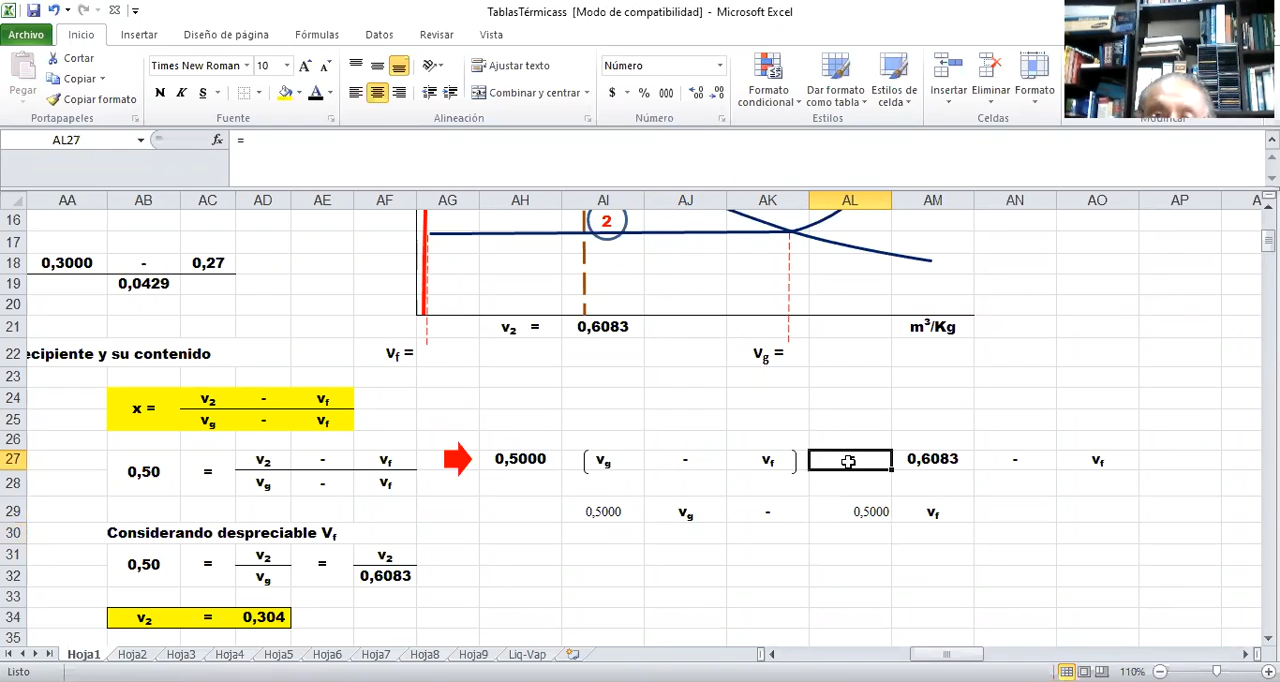 TablasTérmicass [Modo de compatibilidad] - Microsoft Excel
Archivo Inicio Insertar Diseño de página Fórmulas Datos Revisar Vista
Pegar
Cortar
Copiar
Copiar formato
Portapapeles
Times New Roman 10 A A
N K S A
Fuente
Ajustar texto
Combinar y centrar
Alineación
Número
$ % 000
Número
Formato condicional
Dar formato como tabla
Estilos de celda
Estilos
Insertar Eliminar Formato
Celdas
Modificar
AL27 fx =
AA AB AC AD AE AF AG AH AI AJ AK AL AM AN AO AP
16 2
17
18 0,3000 - 0,27
19 0,0429
20
21 v2 = 0,6083 m³/Kg
22 ecipiente y su contenido vf = vg =
23
24 x = v2 - vf
25 vg - vf
26
27 0,50 = v2 - vf 0,5000 ( vg - vf ) = 0,6083 - vf
28 vg - vf
29 0,5000 vg - 0,5000 vf
30 Considerando despreciable Vf
31 0,50 = v2 = v2
32 vg 0,6083
33
34 v2 = 0,304
35
Hoja1 Hoja2 Hoja3 Hoja4 Hoja5 Hoja6 Hoja7 Hoja8 Hoja9 Liq-Vap
Listo 110%